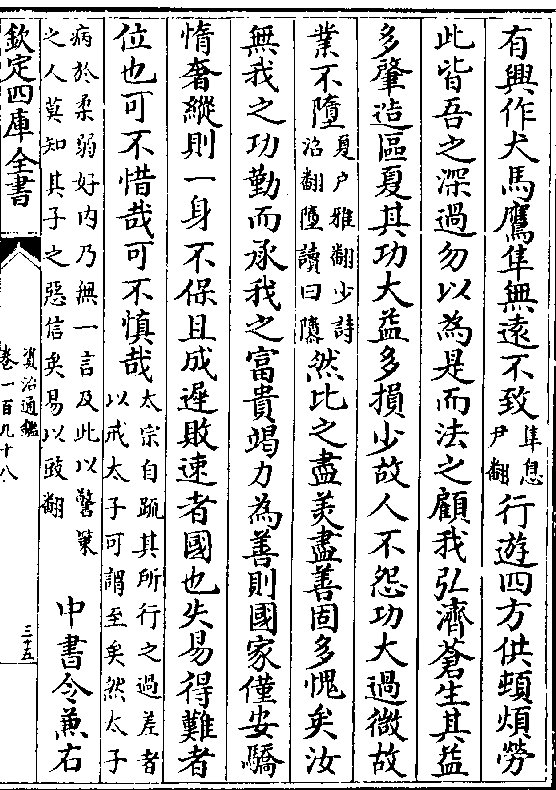 有興作犬馬鷹隼無遠不致隼息尹翻行遊四方供頓煩勞
此皆吾之深過勿以為是而法之顧我弘濟蒼生其益
多肇造區夏其功大益多損少故人不怨功大過微故
業不墮夏户雅翻少詩沼翻墮讀曰隳然比之盡美盡善固多愧矣汝
無我之功勤而承我之富貴竭力為善則國家僅安驕
惰奢縱則一身不保且成遲敗速者國也失易得難者
位也可不惜哉可不慎哉太宗自疏其所行之過差者以戒太子可謂至矣然太子
病於柔弱好内乃無一言及此以警策之人莫知其子之惡信矣易以豉翻中書令兼右
欽定四庫全書
資治通鑑
卷一百九十八
三十五